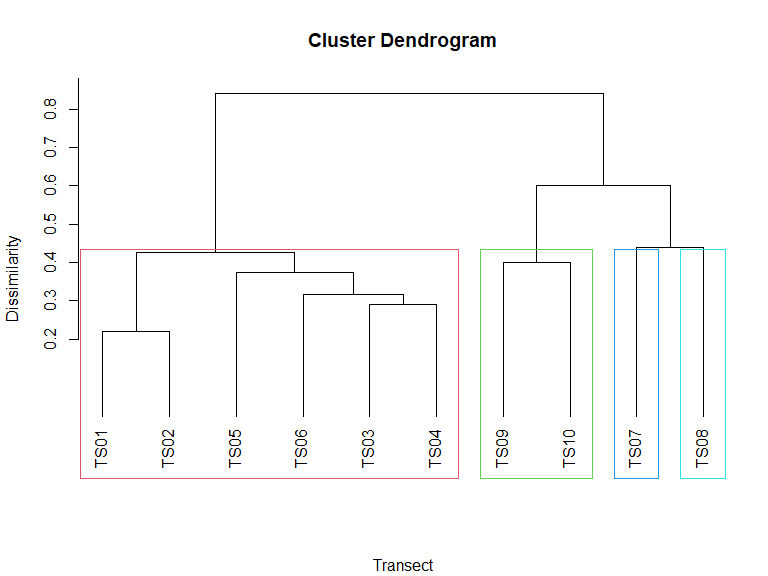 Cluster Dendrogram
Dissimilarity
0.8
0.7
0.6
0.5
0.4
0.3
0.2
TS01
TS02
TS05
TS06
TS03
TS04
TS09
TS10
TS07
TS08
Transect